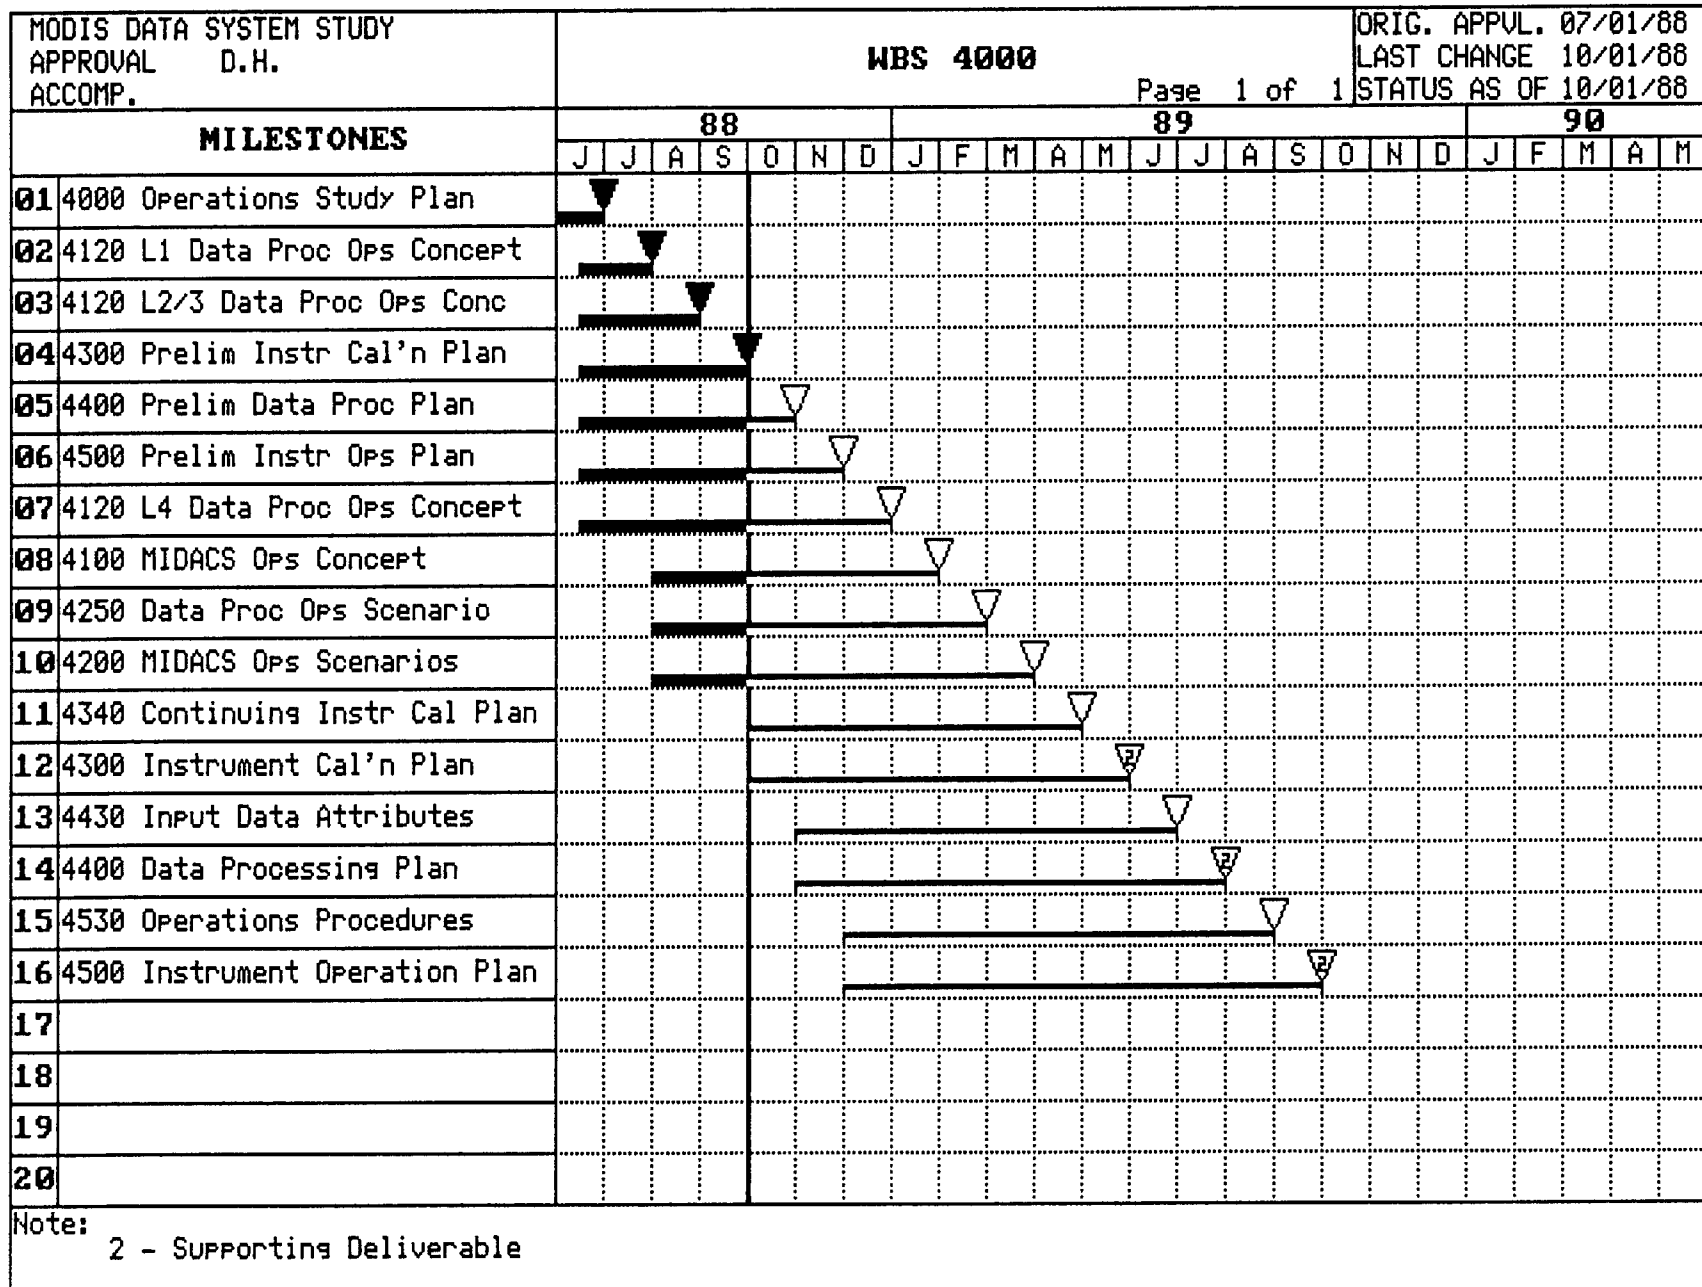 MODIS DATA SYSTEM STUDY
APPROVAL D.H.
ACCOMP.
WBS 4000
Page 1 of 1
ORIG. APPVL. 07/01/88
LAST CHANGE 10/01/88
STATUS AS OF 10/01/88
MILESTONES
88 89 90
J J A S O N D J F M A M J J A S O N D J F M A M
01 4000 Operations Study Plan
02 4120 L1 Data Proc Ops Concept
03 4120 L2/3 Data Proc Ops Conc
04 4300 Prelim Instr Cal'n Plan
05 4400 Prelim Data Proc Plan
06 4500 Prelim Instr Ops Plan
07 4120 L4 Data Proc Ops Concept
08 4100 MIDACS Ops Concept
09 4250 Data Proc Ops Scenario
10 4200 MIDACS Ops Scenarios
11 4340 Continuing Instr Cal Plan
12 4300 Instrument Cal'n Plan 2
13 4430 Input Data Attributes
14 4400 Data Processing Plan 2
15 4530 Operations Procedures
16 4500 Instrument Operation Plan 2
17
18
19
20
Note:
2 - Supporting Deliverable